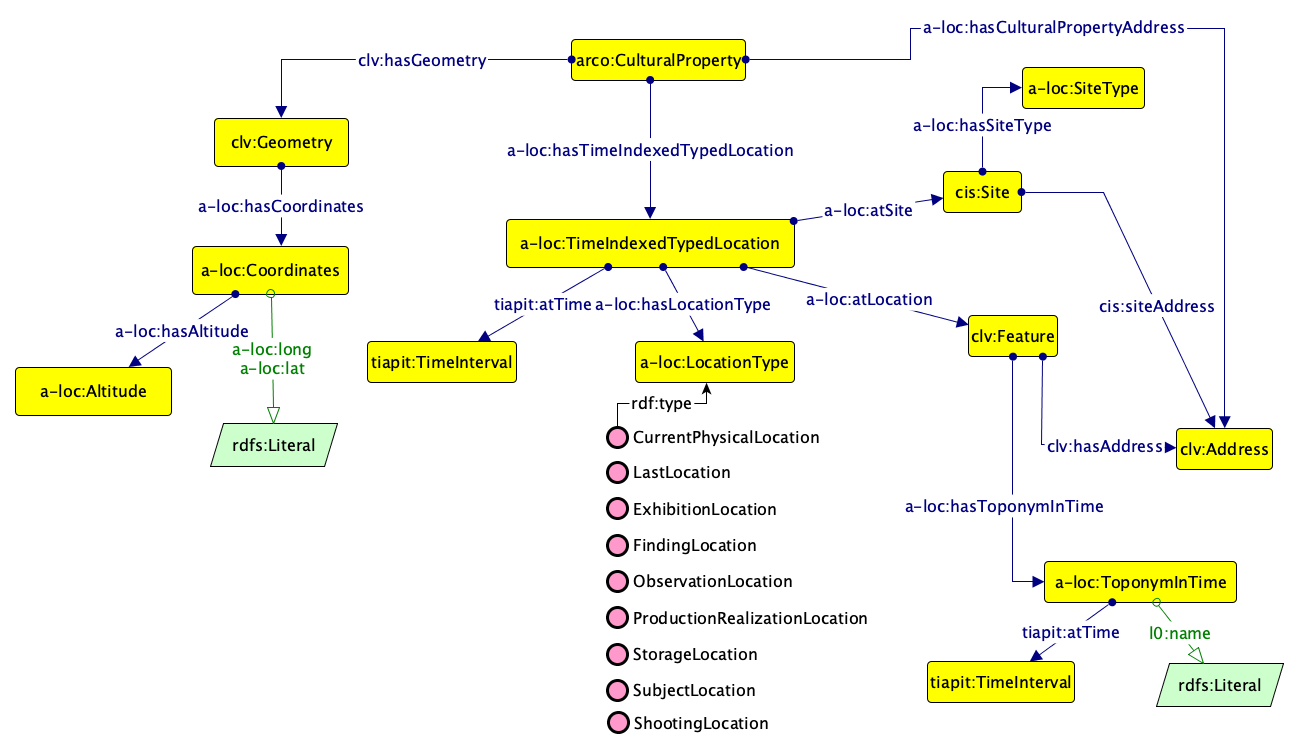 a-loc:hasCulturalPropertyAddress
clv:hasGeometry
arco:CulturalProperty
a-loc:SiteType
a-loc:hasSiteType
clv:Geometry
a-loc:hasTimeIndexedTypedLocation
cis:Site
a-loc:hasCoordinates
a-loc:atSite
a-loc:TimeIndexedTypedLocation
a-loc:Coordinates
tiapit:atTime
a-loc:hasLocationType
a-loc:atLocation
cis:siteAddress
a-loc:hasAltitude
a-loc:long
a-loc:lat
clv:Feature
tiapit:TimeInterval
a-loc:LocationType
a-loc:Altitude
rdf:type
rdfs:Literal
CurrentPhysicalLocation
clv:hasAddress
clv:Address
LastLocation
ExhibitionLocation
a-loc:hasToponymInTime
FindingLocation
ObservationLocation
a-loc:ToponymInTime
ProductionRealizationLocation
tiapit:atTime
l0:name
StorageLocation
SubjectLocation
tiapit:TimeInterval
rdfs:Literal
ShootingLocation